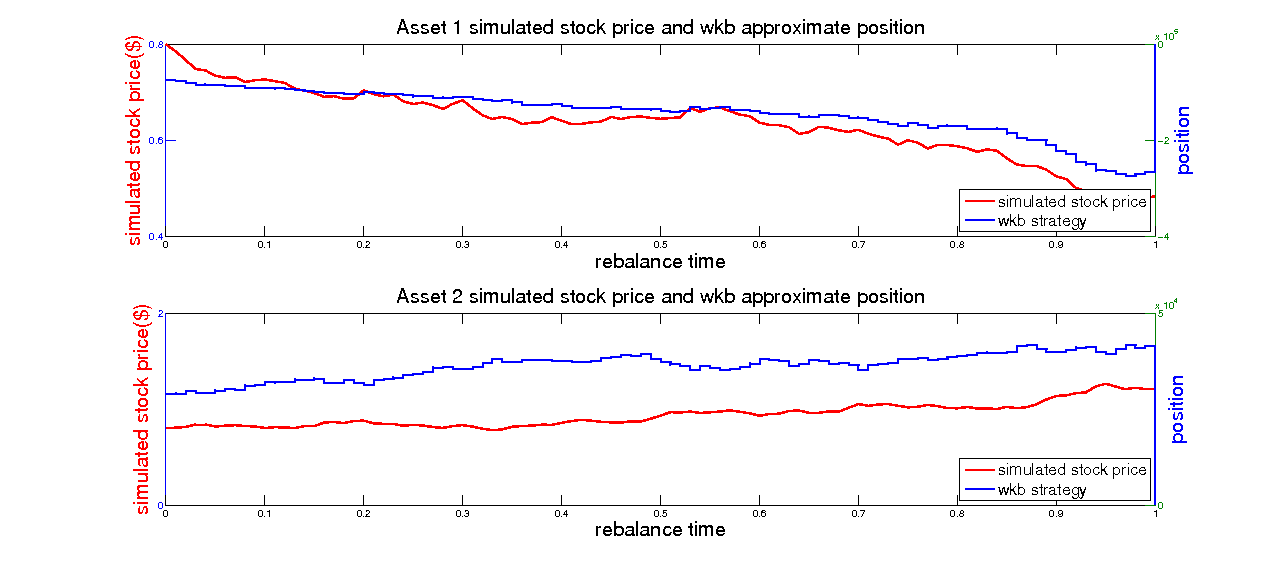 Asset 1 simulated stock price and wkb approximate position
simulated stock price($)
0.8
0.6
0.4
x 10^5
0
-2
-4
position
simulated stock price
wkb strategy
0 0.1 0.2 0.3 0.4 0.5 0.6 0.7 0.8 0.9 1
rebalance time
Asset 2 simulated stock price and wkb approximate position
simulated stock price($)
2
0
x 10^4
5
0
position
simulated stock price
wkb strategy
0 0.1 0.2 0.3 0.4 0.5 0.6 0.7 0.8 0.9 1
rebalance time